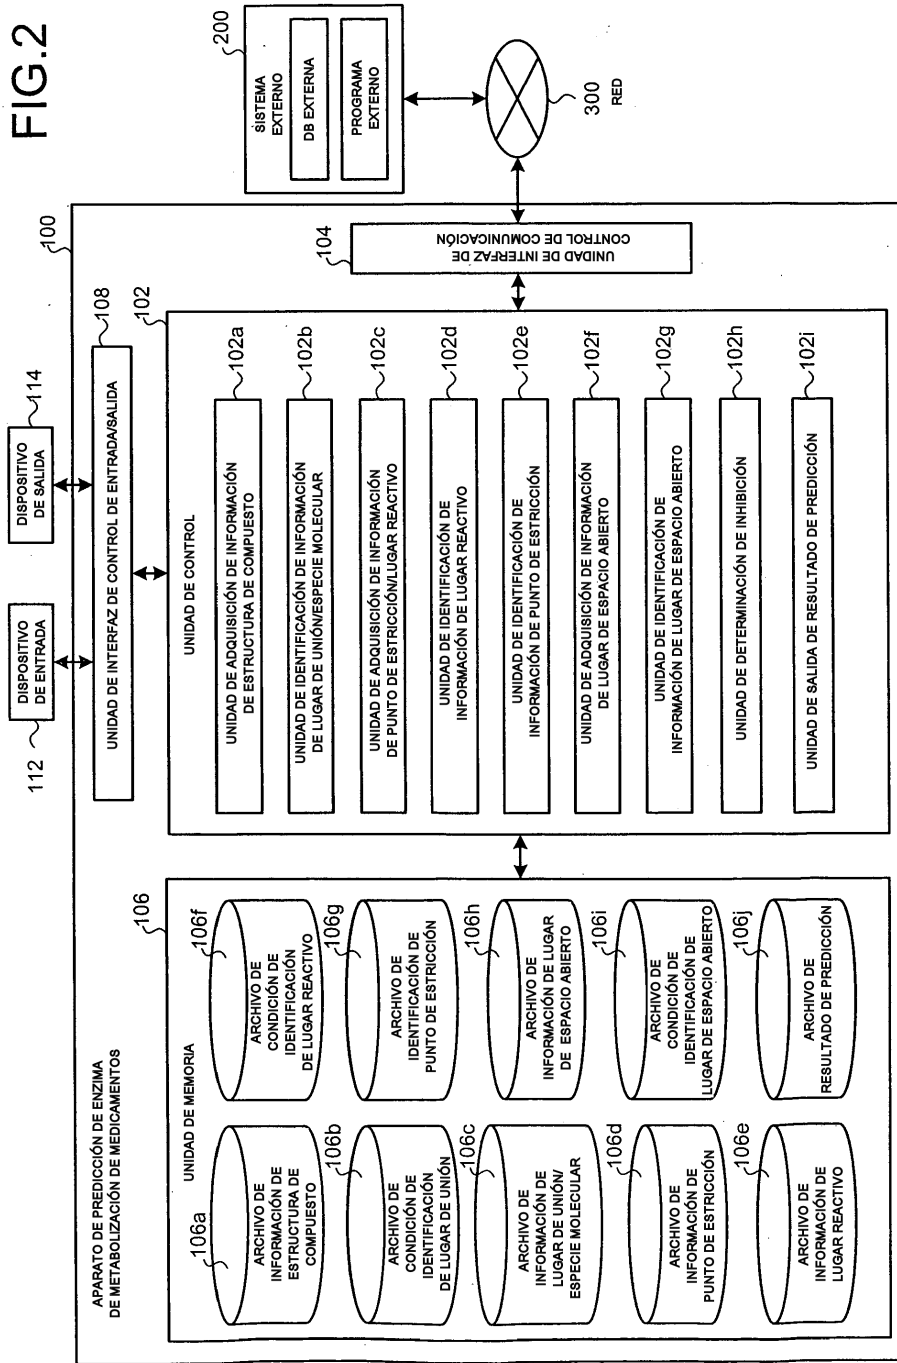 FIG.2
100
APARATO DE PREDICCIÓN DE ENZIMA
DE METABOLIZACIÓN DE MEDICAMENTOS
112
DISPOSITIVO
DE ENTRADA
DISPOSITIVO
DE SALIDA
114
UNIDAD DE INTERFAZ DE CONTROL DE ENTRADA/SALIDA
108
106
UNIDAD DE MEMORIA
106a
ARCHIVO DE
INFORMACIÓN DE
ESTRUCTURA DE
COMPUESTO
106b
ARCHIVO DE
CONDICIÓN DE
IDENTIFICACIÓN
DE LUGAR DE UNIÓN
106c
ARCHIVO DE
INFORMACIÓN DE
LUGAR DE UNIÓN/
ESPECIE MOLECULAR
106d
ARCHIVO DE
INFORMACIÓN DE
PUNTO DE ESTRICCIÓN
106e
ARCHIVO DE
INFORMACIÓN DE
LUGAR REACTIVO
106f
ARCHIVO DE
CONDICIÓN DE
IDENTIFICACIÓN
DE LUGAR REACTIVO
106g
ARCHIVO DE
IDENTIFICACIÓN DE
PUNTO DE ESTRICCIÓN
106h
ARCHIVO DE
INFORMACIÓN DE LUGAR
DE ESPACIO ABIERTO
106i
ARCHIVO DE
CONDICIÓN DE
IDENTIFICACIÓN DE
LUGAR DE ESPACIO ABIERTO
106j
ARCHIVO DE
RESULTADO DE PREDICCIÓN
102
UNIDAD DE CONTROL
UNIDAD DE ADQUISICIÓN DE INFORMACIÓN
DE ESTRUCTURA DE COMPUESTO
102a
UNIDAD DE IDENTIFICACIÓN DE INFORMACIÓN
DE LUGAR DE UNIÓN/ESPECIE MOLECULAR
102b
UNIDAD DE ADQUISICIÓN DE INFORMACIÓN
DE PUNTO DE ESTRICCIÓN/LUGAR REACTIVO
102c
UNIDAD DE IDENTIFICACIÓN DE
INFORMACIÓN DE LUGAR REACTIVO
102d
UNIDAD DE IDENTIFICACIÓN DE
INFORMACIÓN DE PUNTO DE ESTRICCIÓN
102e
UNIDAD DE ADQUISICIÓN DE INFORMACIÓN
DE LUGAR DE ESPACIO ABIERTO
102f
UNIDAD DE IDENTIFICACIÓN DE
INFORMACIÓN DE LUGAR DE ESPACIO ABIERTO
102g
UNIDAD DE DETERMINACIÓN DE INHIBICIÓN
102h
UNIDAD DE SALIDA DE RESULTADO DE PREDICCIÓN
102i
104
UNIDAD DE INTERFAZ DE
CONTROL DE COMUNICACIÓN
200
SISTEMA
EXTERNO
DB EXTERNA
PROGRAMA
EXTERNO
300
RED